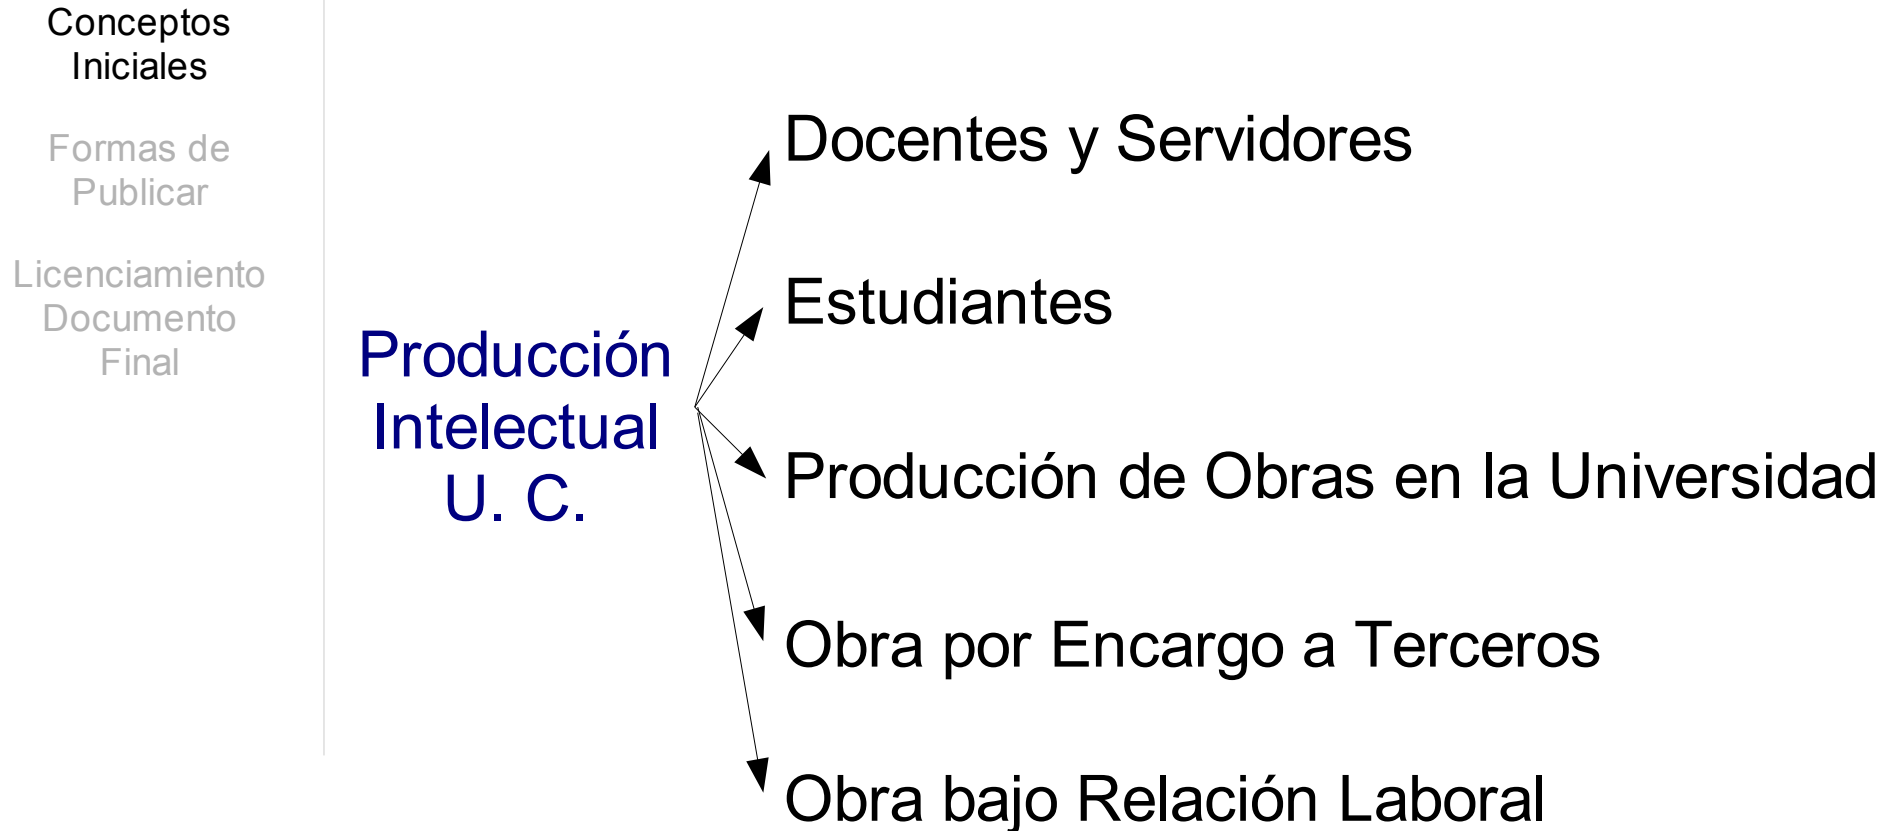 Conceptos
Iniciales
Formas de
Publicar
Licenciamiento
Documento
Final
Producción
Intelectual
U. C.
Docentes y Servidores
Estudiantes
Producción de Obras en la Universidad
Obra por Encargo a Terceros
Obra bajo Relación Laboral